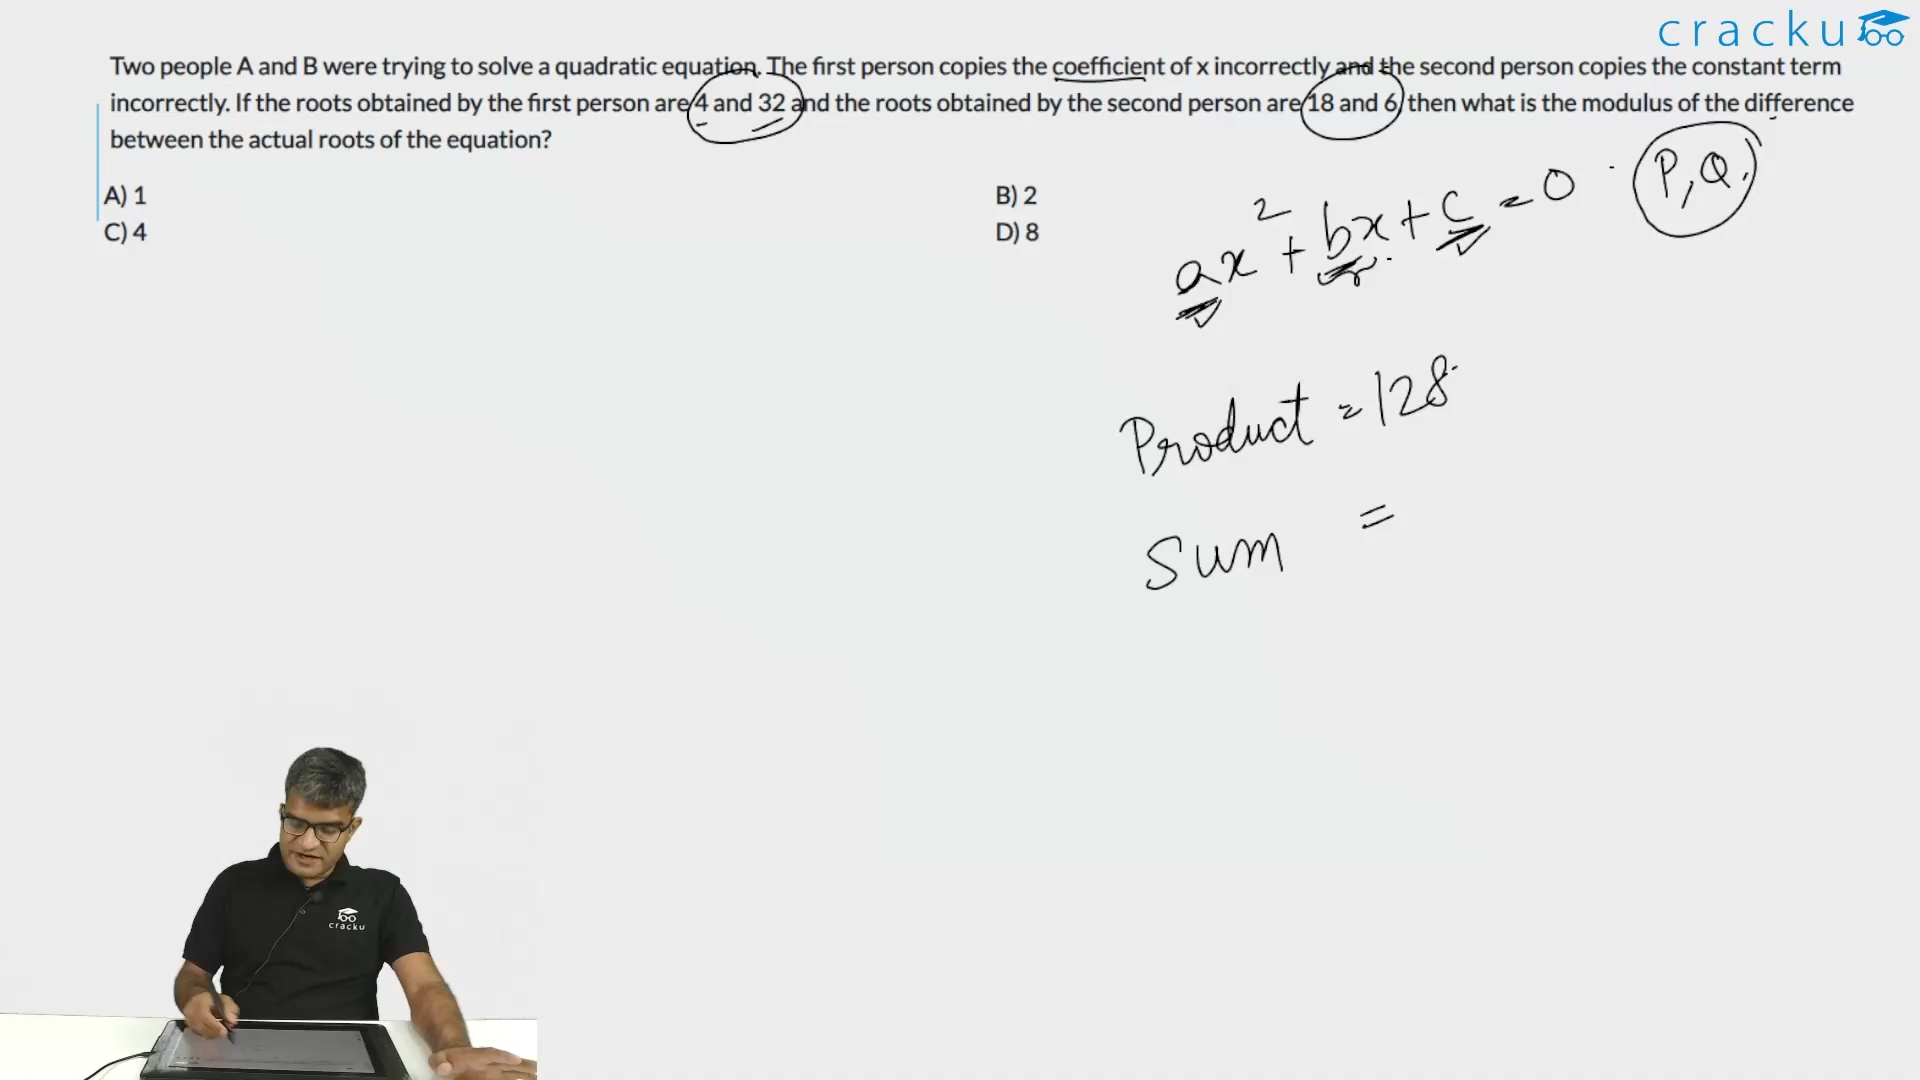 cracku
Two people A and B were trying to solve a quadratic equation. The first person copies the coefficient of x incorrectly and the second person copies the constant term
incorrectly. If the roots obtained by the first person are 4 and 32 and the roots obtained by the second person are 18 and 6, then what is the modulus of the difference
between the actual roots of the equation?
A) 1
B) 2
C) 4
D) 8
P, Q.
ax² + bx + c = 0
Product = 128
Sum =
cracku